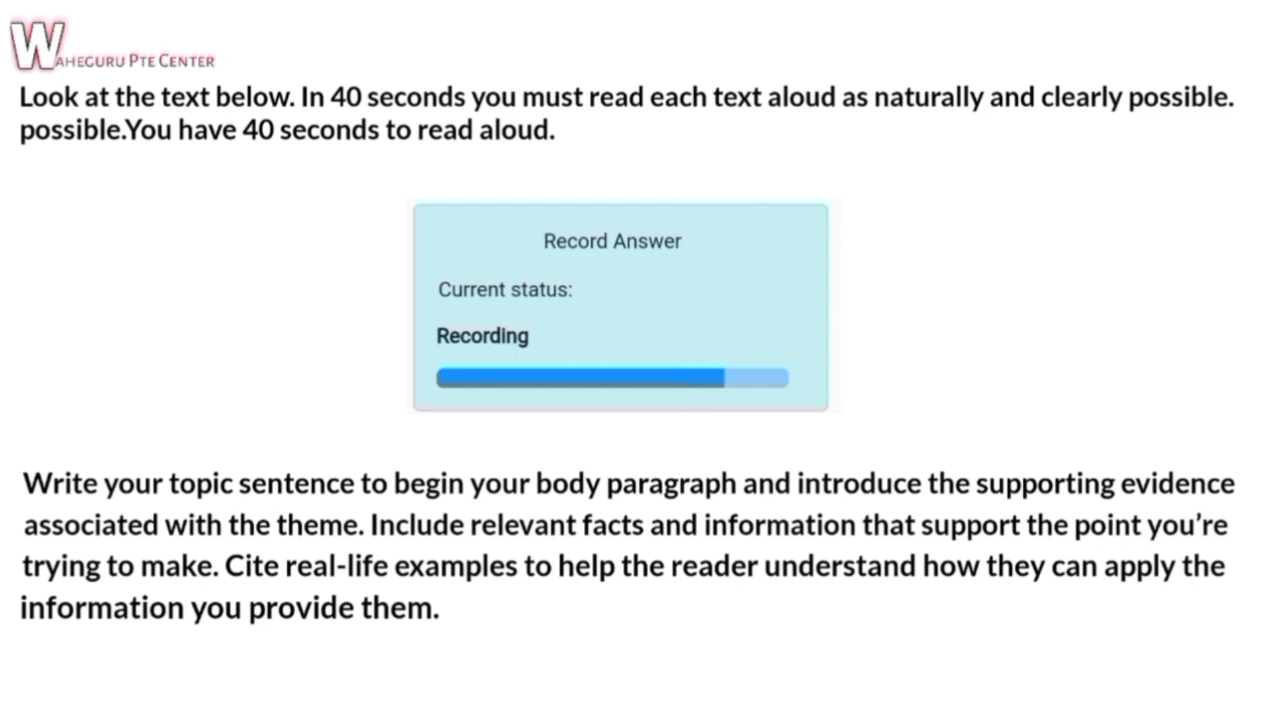 WAHEGURU PTE CENTER
Look at the text below. In 40 seconds you must read each text aloud as naturally and clearly possible.
possible.You have 40 seconds to read aloud.
Record Answer
Current status:
Recording
Write your topic sentence to begin your body paragraph and introduce the supporting evidence
associated with the theme. Include relevant facts and information that support the point you’re
trying to make. Cite real-life examples to help the reader understand how they can apply the
information you provide them.